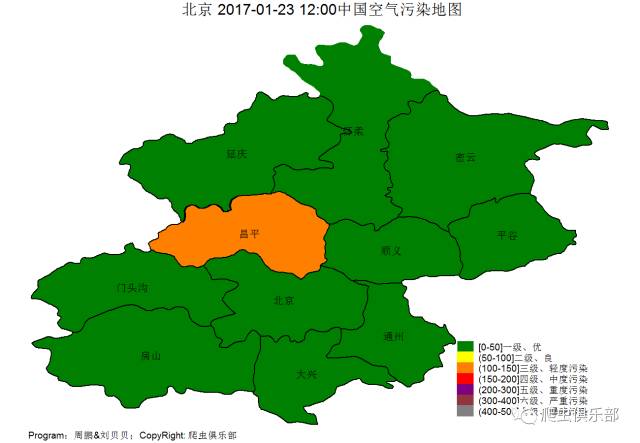 北京 2017-01-23 12:00中国空气污染地图
怀柔
延庆
密云
昌平
平谷
顺义
门头沟
北京
通州
房山
大兴
[0-50]一级、优
(50-100]二级、良
(100-150]三级、轻度污染
(150-200]四级、中度污染
(200-300]五级、重度污染
(300-400]六级、严重污染
(400-50
爬虫俱乐部
Program：周鹏&刘贝贝；CopyRight: 爬虫俱乐部